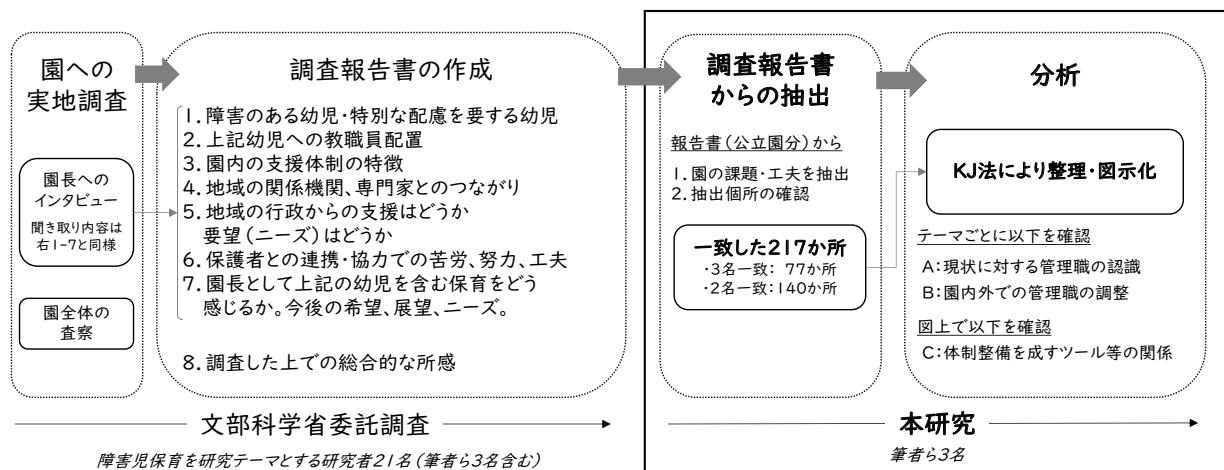 園への
実地調査
園長への
インタビュー
聞き取り内容は
右1-7と同様
園全体の
査察
調査報告書の作成
1.障害のある幼児・特別な配慮を要する幼児
2.上記幼児への教職員配置
3.園内の支援体制の特徴
4.地域の関係機関、専門家とのつながり
5.地域の行政からの支援はどうか
要望(ニーズ)はどうか
6.保護者との連携・協力での苦労、努力、工夫
7.園長として上記の幼児を含む保育をどう
感じるか。今後の希望、展望、ニーズ。
8.調査した上での総合的な所感
文部科学省委託調査
障害児保育を研究テーマとする研究者21名(筆者ら3名含む)
調査報告書
からの抽出
報告書(公立園分)から
1.園の課題・工夫を抽出
2.抽出個所の確認
一致した217か所
・3名一致: 77か所
・2名一致:140か所
分析
KJ法により整理・図示化
テーマごとに以下を確認
A:現状に対する管理職の認識
B:園内外での管理職の調整
図上で以下を確認
C:体制整備を成すツール等の関係
本研究
筆者ら3名